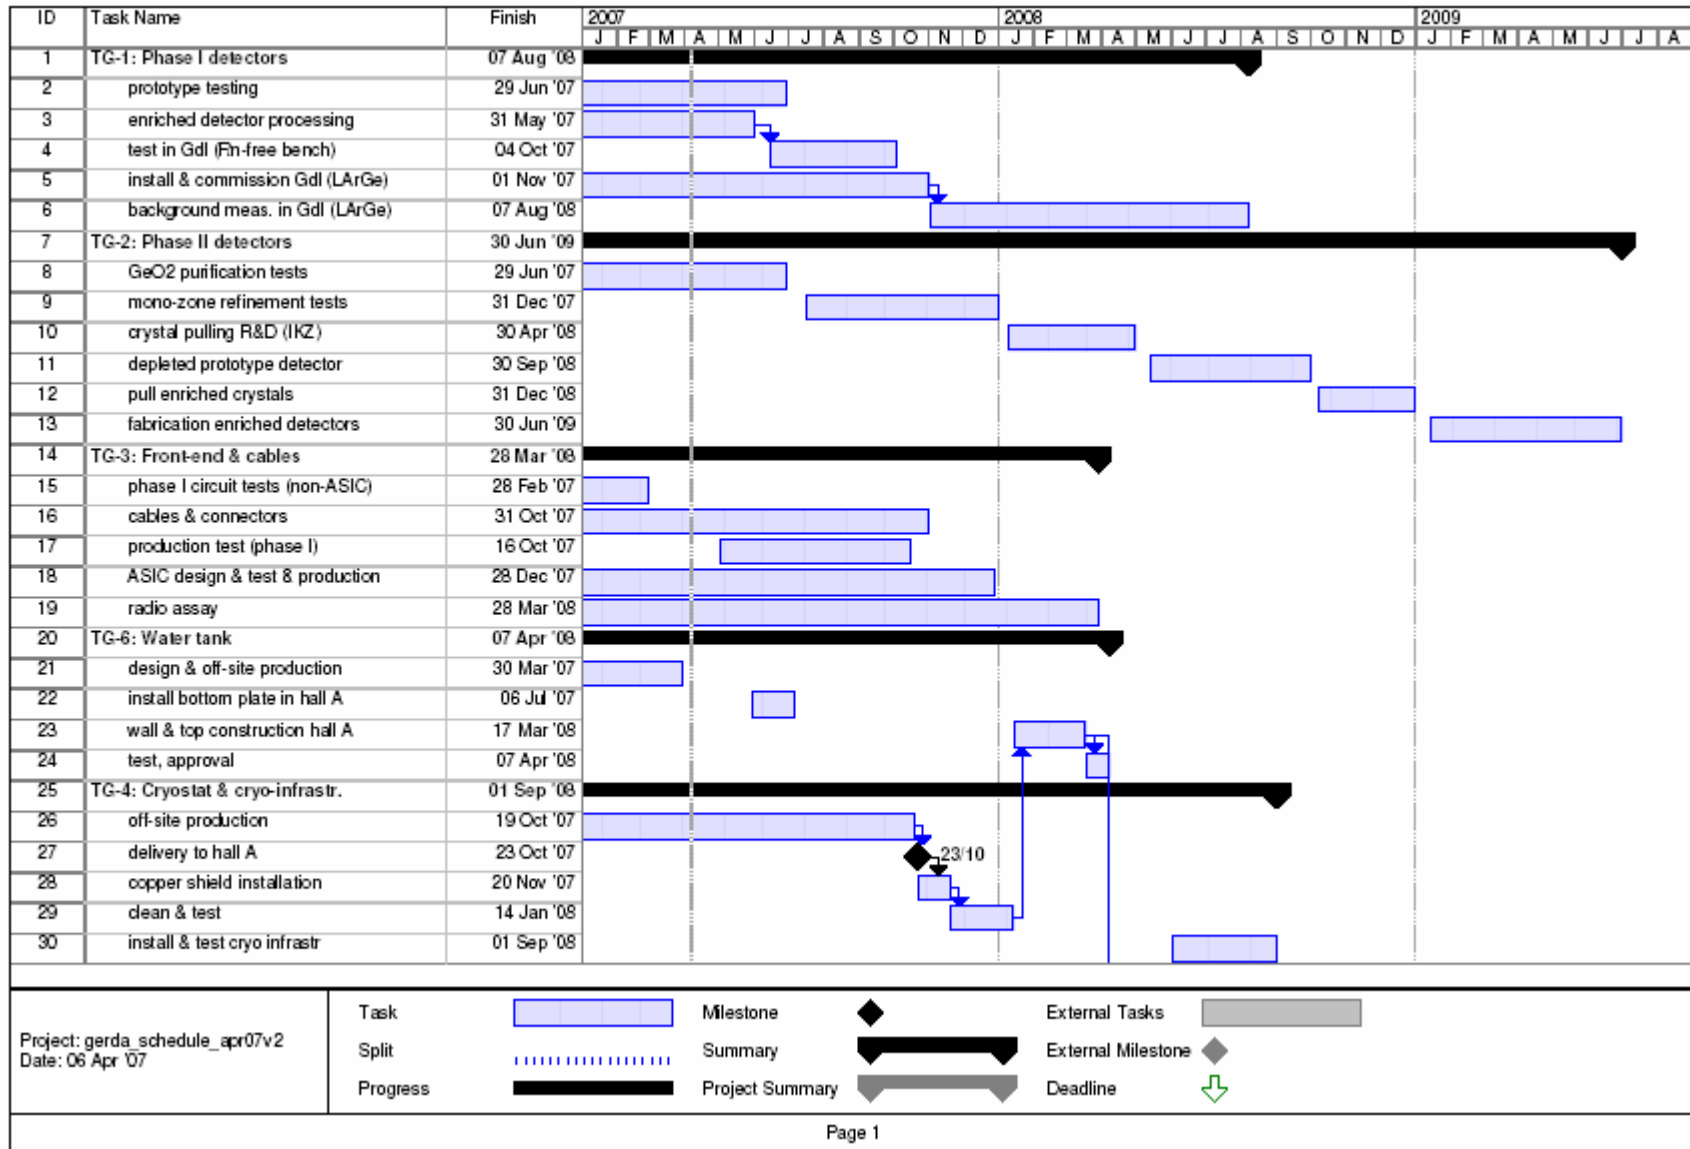 ID Task Name Finish 2007 2008 2009
J F M A M J J A S O N D J F M A M J J A S O N D J F M A M J J A
1 TG-1: Phase I detectors 07 Aug '08
2 prototype testing 29 Jun '07
3 enriched detector processing 31 May '07
4 test in Gdl (Rn-free bench) 04 Oct '07
5 install & commission Gdl (LArGe) 01 Nov '07
6 background meas. in Gdl (LArGe) 07 Aug '08
7 TG-2: Phase II detectors 30 Jun '09
8 GeO2 purification tests 29 Jun '07
9 mono-zone refinement tests 31 Dec '07
10 crystal pulling R&D (IKZ) 30 Apr '08
11 depleted prototype detector 30 Sep '08
12 pull enriched crystals 31 Dec '08
13 fabrication enriched detectors 30 Jun '09
14 TG-3: Front-end & cables 28 Mar '08
15 phase I circuit tests (non-ASIC) 28 Feb '07
16 cables & connectors 31 Oct '07
17 production test (phase I) 16 Oct '07
18 ASIC design & test & production 28 Dec '07
19 radio assay 28 Mar '08
20 TG-6: Water tank 07 Apr '08
21 design & off-site production 30 Mar '07
22 install bottom plate in hall A 06 Jul '07
23 wall & top construction hall A 17 Mar '08
24 test, approval 07 Apr '08
25 TG-4: Cryostat & cryo-infrastr. 01 Sep '08
26 off-site production 19 Oct '07
27 delivery to hall A 23 Oct '07 23/10
28 copper shield installation 20 Nov '07
29 clean & test 14 Jan '08
30 install & test cryo infrastr 01 Sep '08
Project: gerda_schedule_apr07v2
Date: 06 Apr '07
Task Milestone External Tasks
Split Summary External Milestone
Progress Project Summary Deadline
Page 1